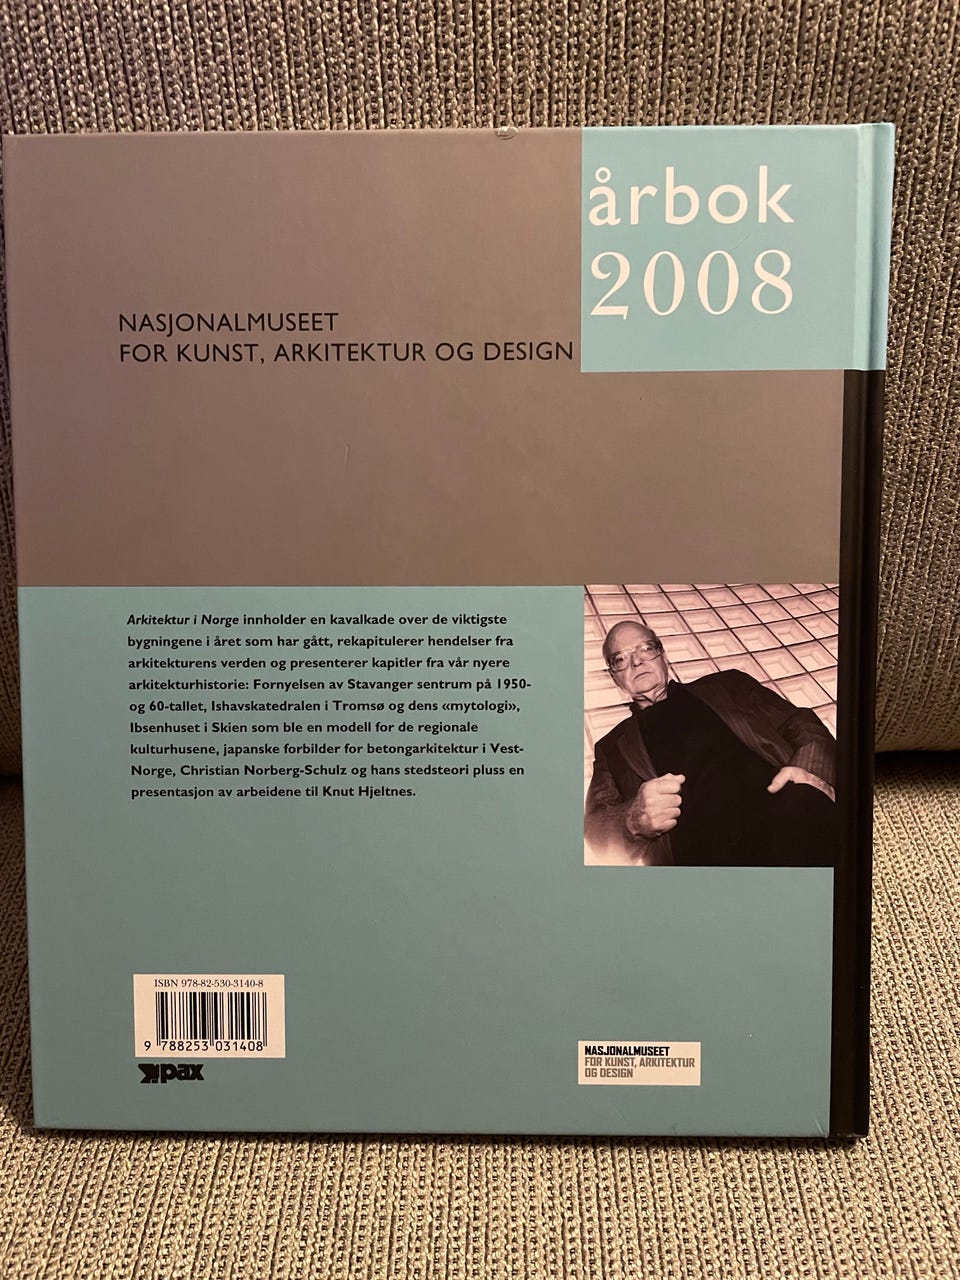 årbok
2008
NASJONALMUSEET
FOR KUNST, ARKITEKTUR OG DESIGN
Arkitektur i Norge innholder en kavalkade over de viktigste
bygningene i året som har gått, rekapitulerer hendelser fra
arkitekturens verden og presenterer kapitler fra vår nyere
arkitekturhistorie: Fornyelsen av Stavanger sentrum på 1950-
og 60-tallet, Ishavskatedralen i Tromsø og dens «mytologi»,
Ibsenhuset i Skien som ble en modell for de regionale
kulturhusene, japanske forbilder for betongarkitektur i Vest-
Norge, Christian Norberg-Schulz og hans stedsteori pluss en
presentasjon av arbeidene til Knut Hjeltnes.
ISBN 978-82-530-3140-8
9 788253 031408
pax
NASJONALMUSEET
FOR KUNST, ARKITEKTUR
OG DESIGN